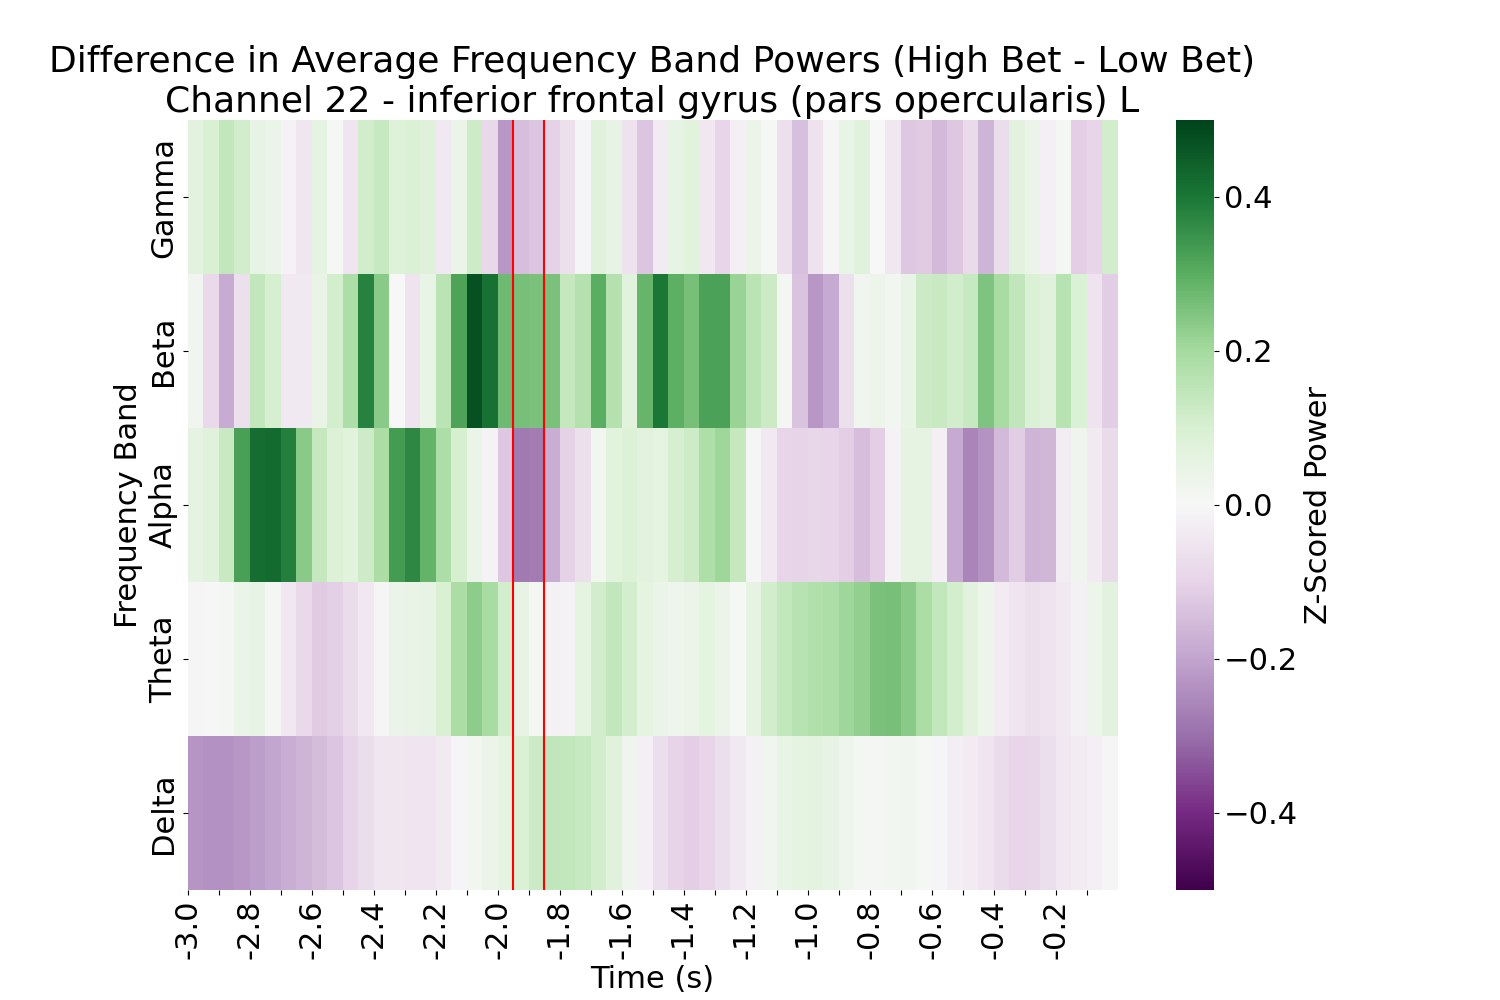 Difference in Average Frequency Band Powers (High Bet - Low Bet)
Channel 22 - inferior frontal gyrus (pars opercularis) L
Frequency Band
Gamma
Beta
Alpha
Theta
Delta
-3.0
-2.8
-2.6
-2.4
-2.2
-2.0
-1.8
-1.6
-1.4
-1.2
-1.0
-0.8
-0.6
-0.4
-0.2
Time (s)
0.4
0.2
0.0
−0.2
−0.4
Z-Scored Power